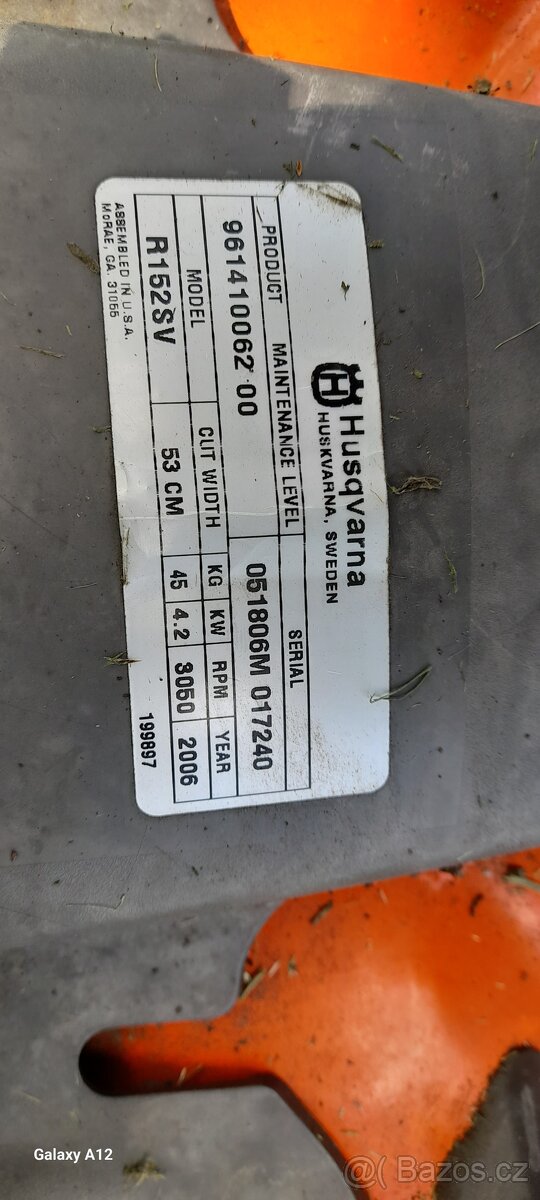 Husqvarna
HUSKVARNA, SWEDEN
PRODUCT MAINTENANCE LEVEL SERIAL
961410062 00 051806M 017240
MODEL CUT WIDTH KG KW RPM YEAR
R152SV 53 CM 45 4.2 3050 2006
ASSEMBLED IN U.S.A.
McRAE, GA. 31055
199897
Galaxy A12
Bazoš.cz